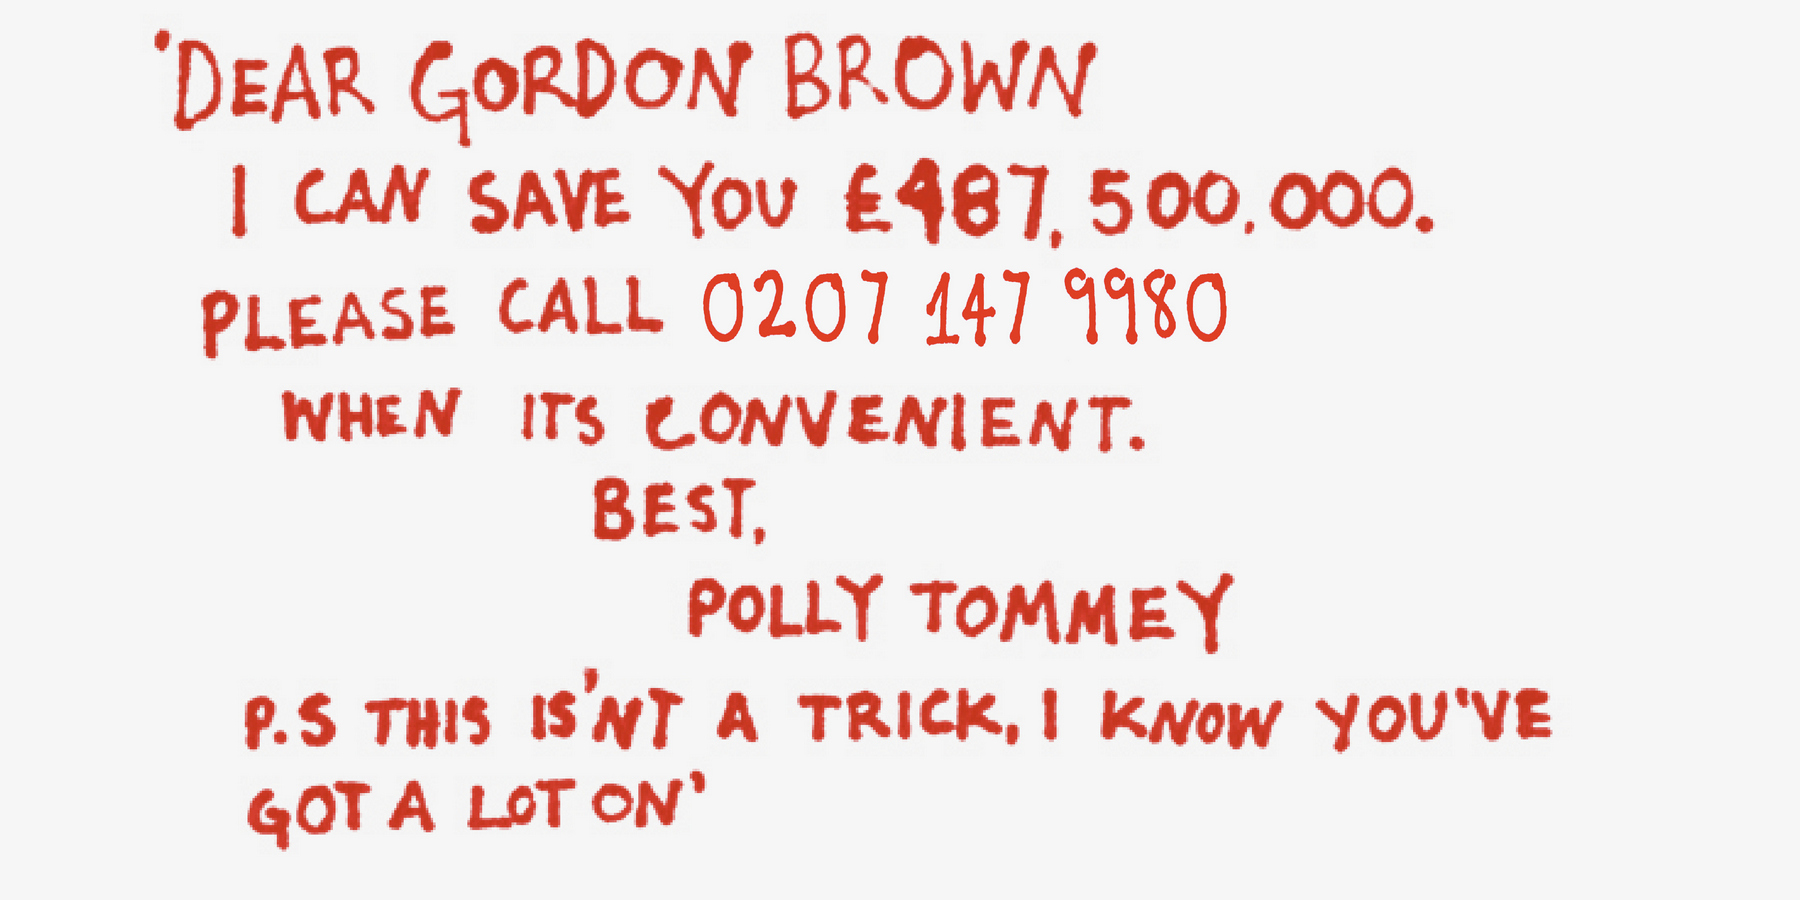 'DEAR GORDON BROWN
I CAN SAVE YOU £487,500,000.
PLEASE CALL 0207 147 9980
WHEN ITS CONVENIENT.
BEST,
POLLY TOMMEY
P.S THIS IS'NT A TRICK, I KNOW YOU'VE
GOT A LOT ON'